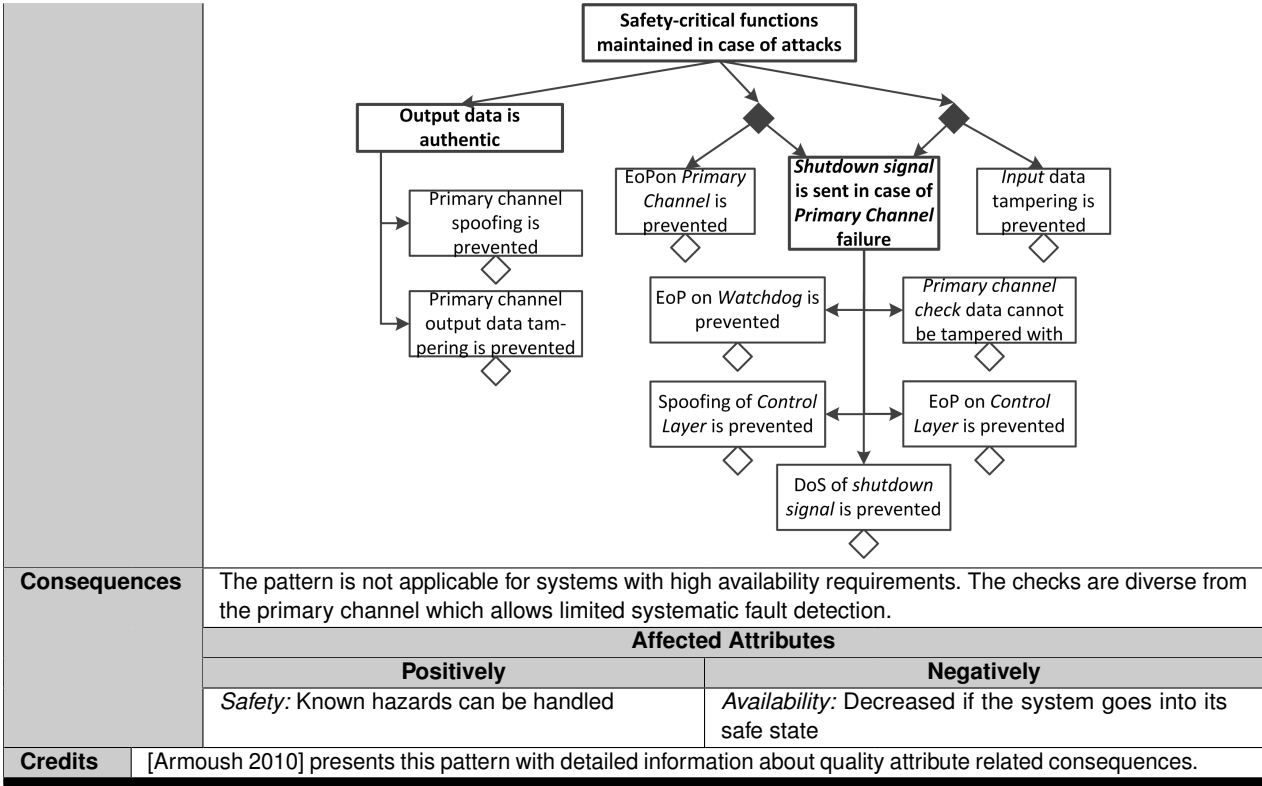 Safety-critical functions
maintained in case of attacks
Output data is
authentic
Primary channel
spoofing is
prevented
Primary channel
output data tam-
pering is prevented
EoPon Primary
Channel is
prevented
Shutdown signal
is sent in case of
Primary Channel
failure
Input data
tampering is
prevented
EoP on Watchdog is
prevented
Primary channel
check data cannot
be tampered with
Spoofing of Control
Layer is prevented
EoP on Control
Layer is prevented
DoS of shutdown
signal is prevented
Consequences
The pattern is not applicable for systems with high availability requirements. The checks are diverse from
the primary channel which allows limited systematic fault detection.
Affected Attributes
Positively
Negatively
Safety: Known hazards can be handled
Availability: Decreased if the system goes into its
safe state
Credits
[Armoush 2010] presents this pattern with detailed information about quality attribute related consequences.